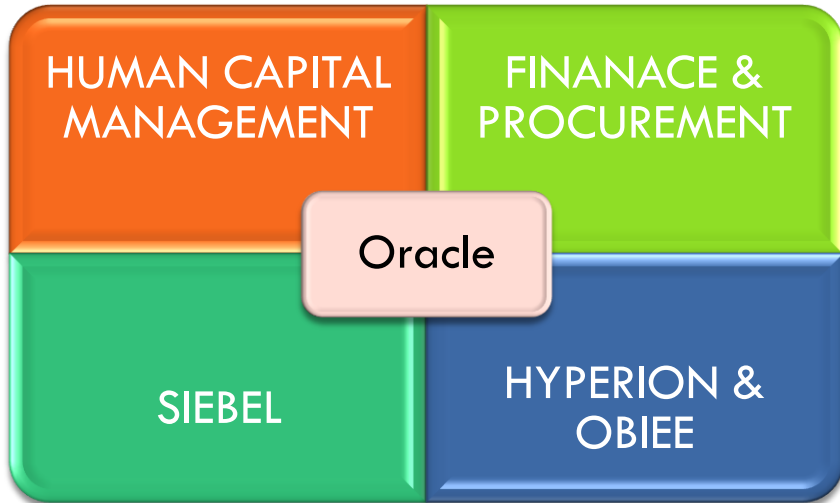 HUMAN CAPITAL
MANAGEMENT
FINANACE &
PROCUREMENT
Oracle
SIEBEL
HYPERION &
OBIEE